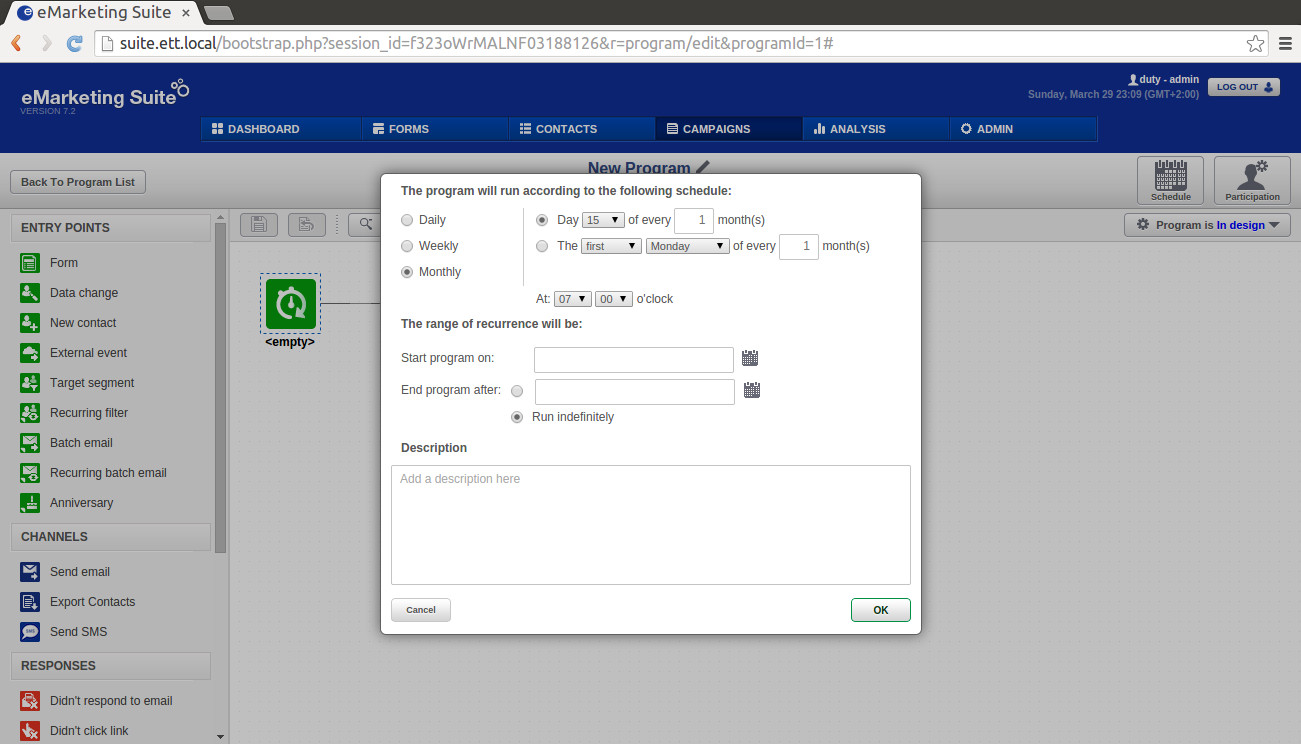 eMarketing Suite ×
suite.ett.local/bootstrap.php?session_id=f323oWrMALNF03188126&r=program/edit&programId=1#
eMarketing Suite
VERSION 7.2
duty - admin
Sunday, March 29 23:09 (GMT+2:00)
LOG OUT
DASHBOARD FORMS CONTACTS CAMPAIGNS ANALYSIS ADMIN
Back To Program List
New Program
Schedule
Participation
Program is In design
ENTRY POINTS
Form
Data change
New contact
External event
Target segment
Recurring filter
Batch email
Recurring batch email
Anniversary
CHANNELS
Send email
Export Contacts
SMS Send SMS
RESPONSES
Didn't respond to email
Didn't click link
<empty>
The program will run according to the following schedule:
Daily
Weekly
Monthly
Day 15 of every 1 month(s)
The first Monday of every 1 month(s)
At: 07 00 o'clock
The range of recurrence will be:
Start program on:
End program after:
Run indefinitely
Description
Add a description here
Cancel
OK